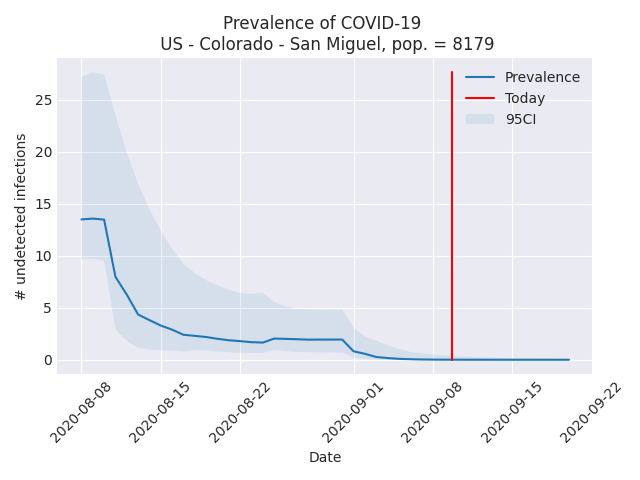 Prevalence of COVID-19
US - Colorado - San Miguel, pop. = 8179
Prevalence
Today
95CI
# undetected infections
25
20
15
10
5
0
2020-08-08
2020-08-15
2020-08-22
2020-09-01
2020-09-08
2020-09-15
2020-09-22
Date